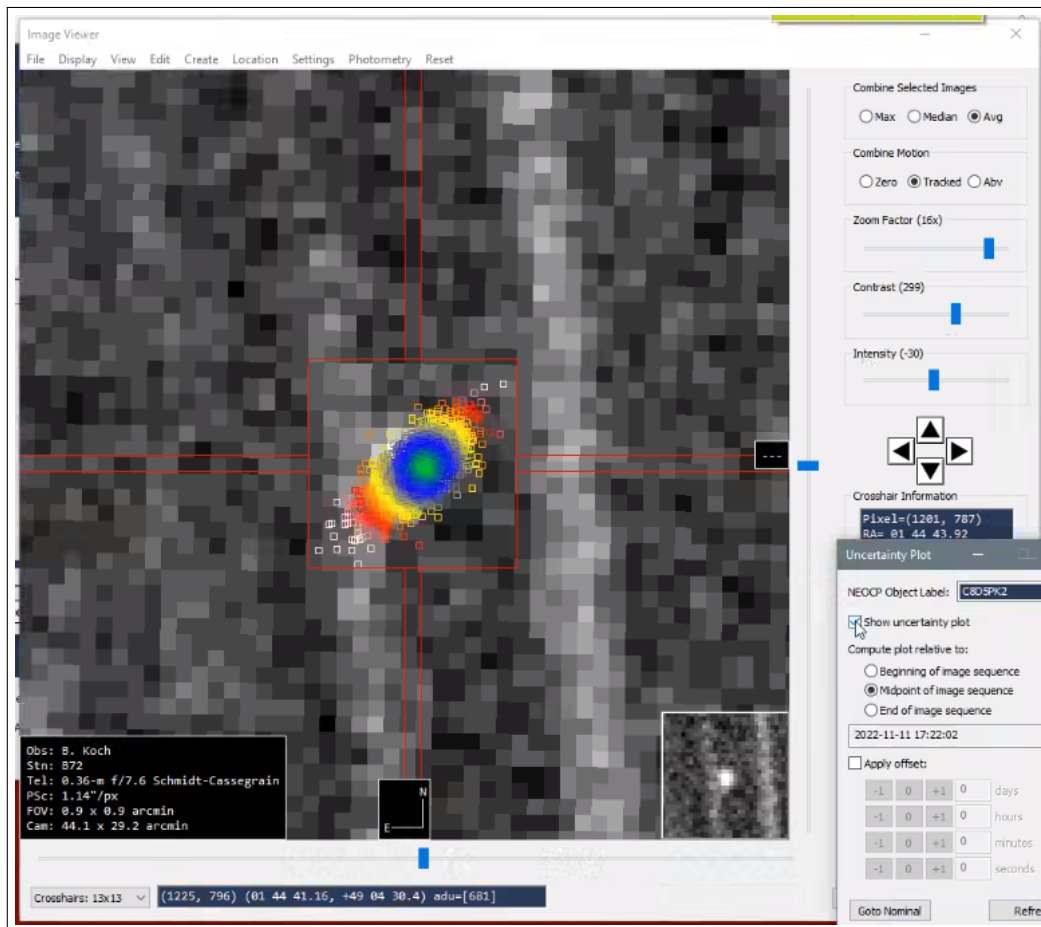 Image Viewer
File Display View Edit Create Location Settings Photometry Reset
Combine Selected Images
Max Median Avg
Combine Motion
Zero Tracked Abv
Zoom Factor (16x)
Contrast (299)
Intensity (-30)
---
Crosshair Information
Pixel=(1201, 787)
RA= 01 44 43.92
Uncertainty Plot
NEOCP Object Label: C8D5PK2
Show uncertainty plot
Compute plot relative to:
Beginning of image sequence
Midpoint of image sequence
End of image sequence
2022-11-11 17:22:02
Apply offset:
-1 0 +1 0 days
-1 0 +1 0 hours
-1 0 +1 0 minutes
-1 0 +1 0 seconds
Goto Nominal Refre
Obs: B. Koch
Stn: B72
Tel: 0.36-m f/7.6 Schmidt-Cassegrain
PSc: 1.14"/px
FOV: 0.9 x 0.9 arcmin
Cam: 44.1 x 29.2 arcmin
N
E
Crosshairs: 13x13 (1225, 796) (01 44 41.16, +49 04 30.4) adu=[681]